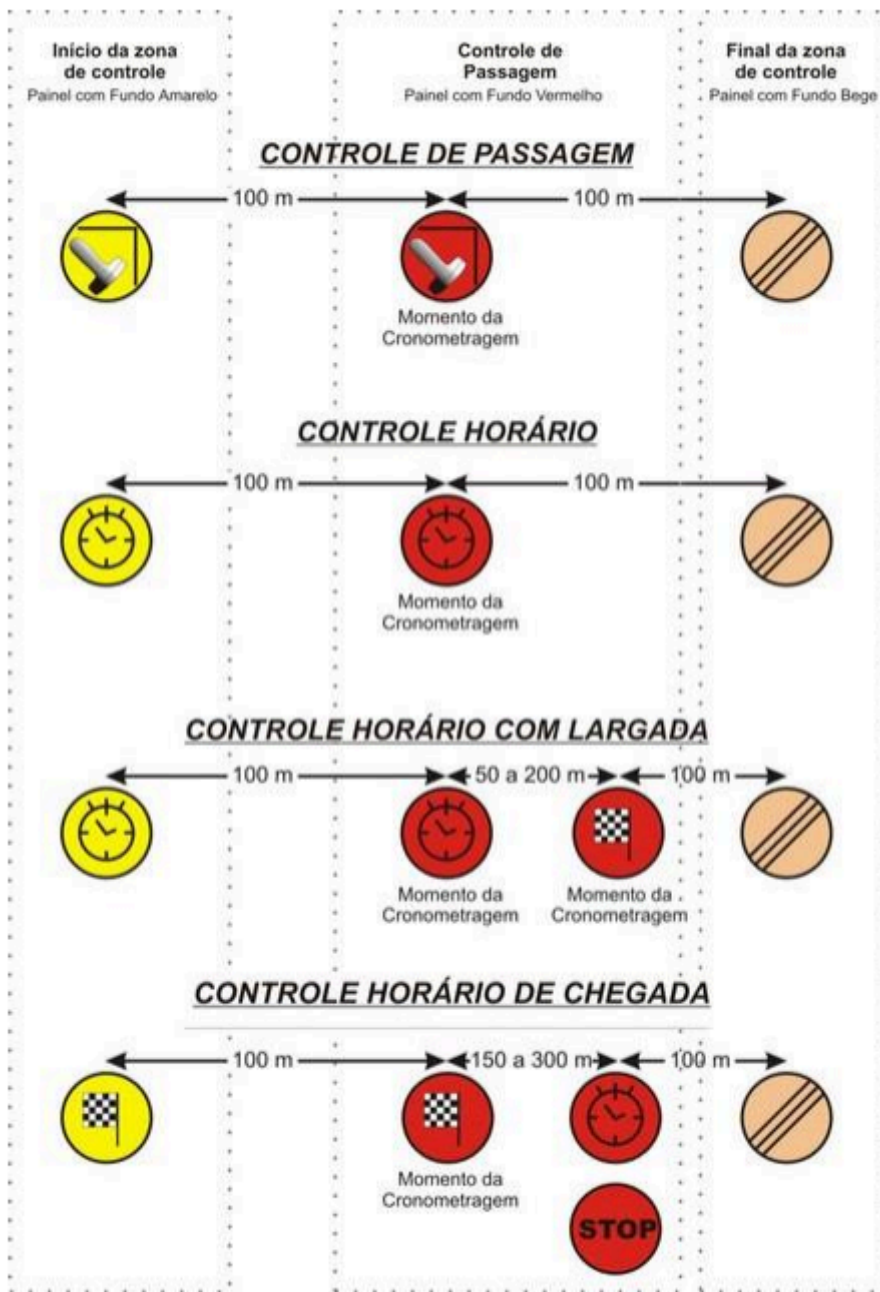 Início da zona
de controle
Painel com Fundo Amarelo
Controle de
Passagem
Painel com Fundo Vermelho
Final da zona
de controle
Painel com Fundo Bege
CONTROLE DE PASSAGEM
100 m
100 m
Momento da
Cronometragem
CONTROLE HORÁRIO
100 m
100 m
Momento da
Cronometragem
CONTROLE HORÁRIO COM LARGADA
100 m
50 a 200 m
100 m
Momento da
Cronometragem
Momento da
Cronometragem
CONTROLE HORÁRIO DE CHEGADA
100 m
150 a 300 m
100 m
Momento da
Cronometragem
STOP